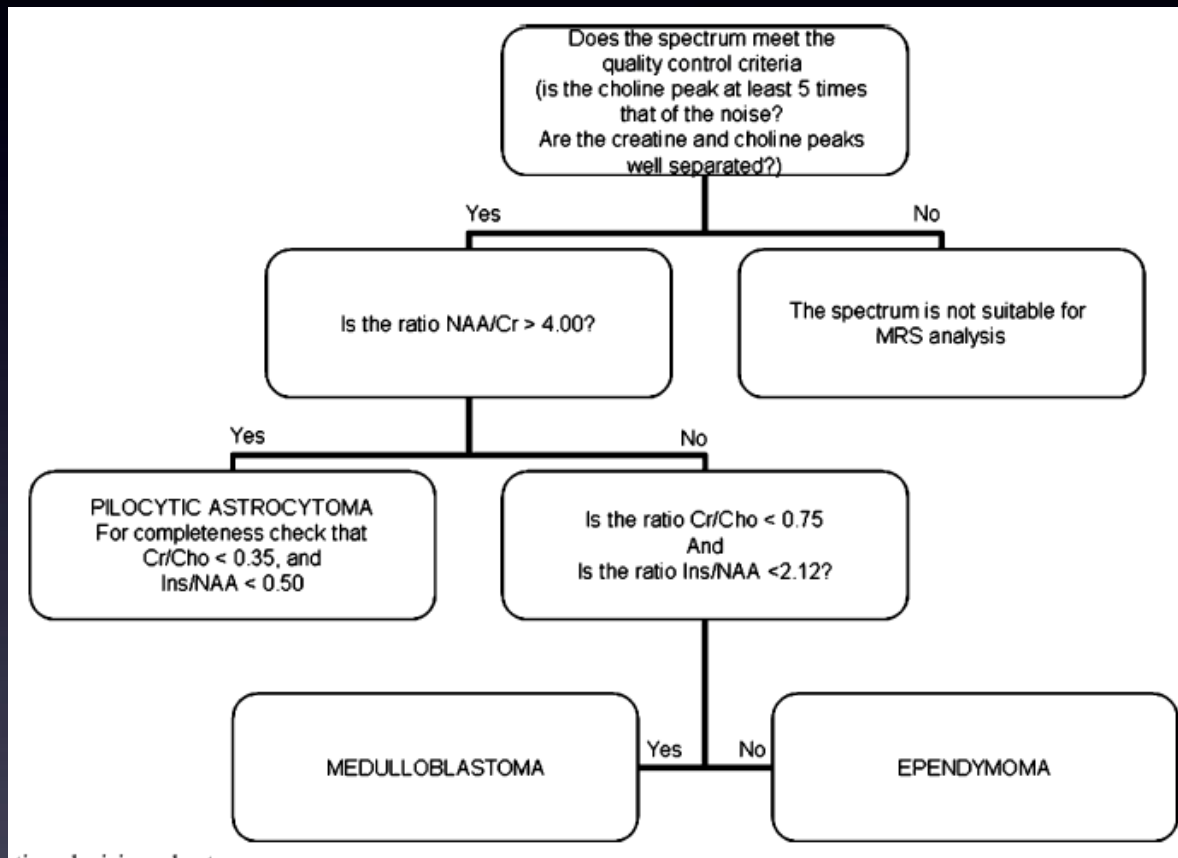 Does the spectrum meet the
quality control criteria
(is the choline peak at least 5 times
that of the noise?
Are the creatine and choline peaks
well separated?)
Yes
No
Is the ratio NAA/Cr > 4.00?
The spectrum is not suitable for
MRS analysis
Yes
No
PILOCYTIC ASTROCYTOMA
For completeness check that
Cr/Cho < 0.35, and
Ins/NAA < 0.50
Is the ratio Cr/Cho < 0.75
And
Is the ratio Ins/NAA <2.12?
MEDULLOBLASTOMA
Yes
No
EPENDYMOMA